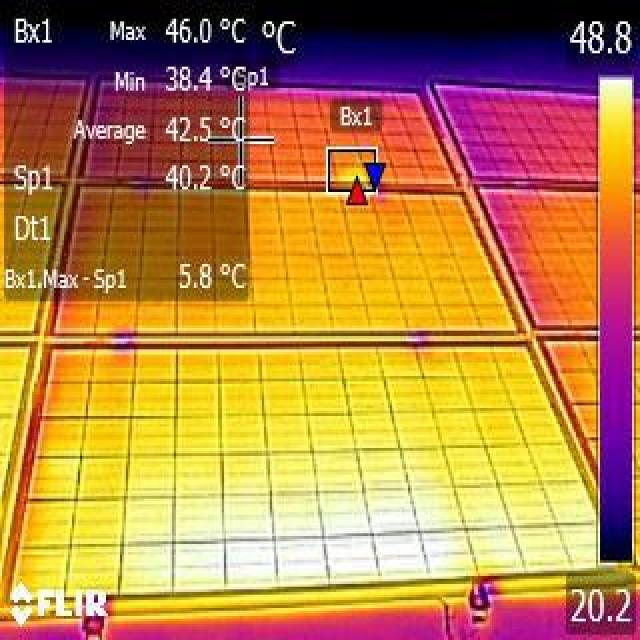 Bx1 Max 46.0 °C °C 48.8
Min 38.4 °C Sp1
Average 42.5 °C Bx1
Sp1 40.2 °C
Dt1
Bx1.Max - Sp1 5.8 °C
FLIR 20.2